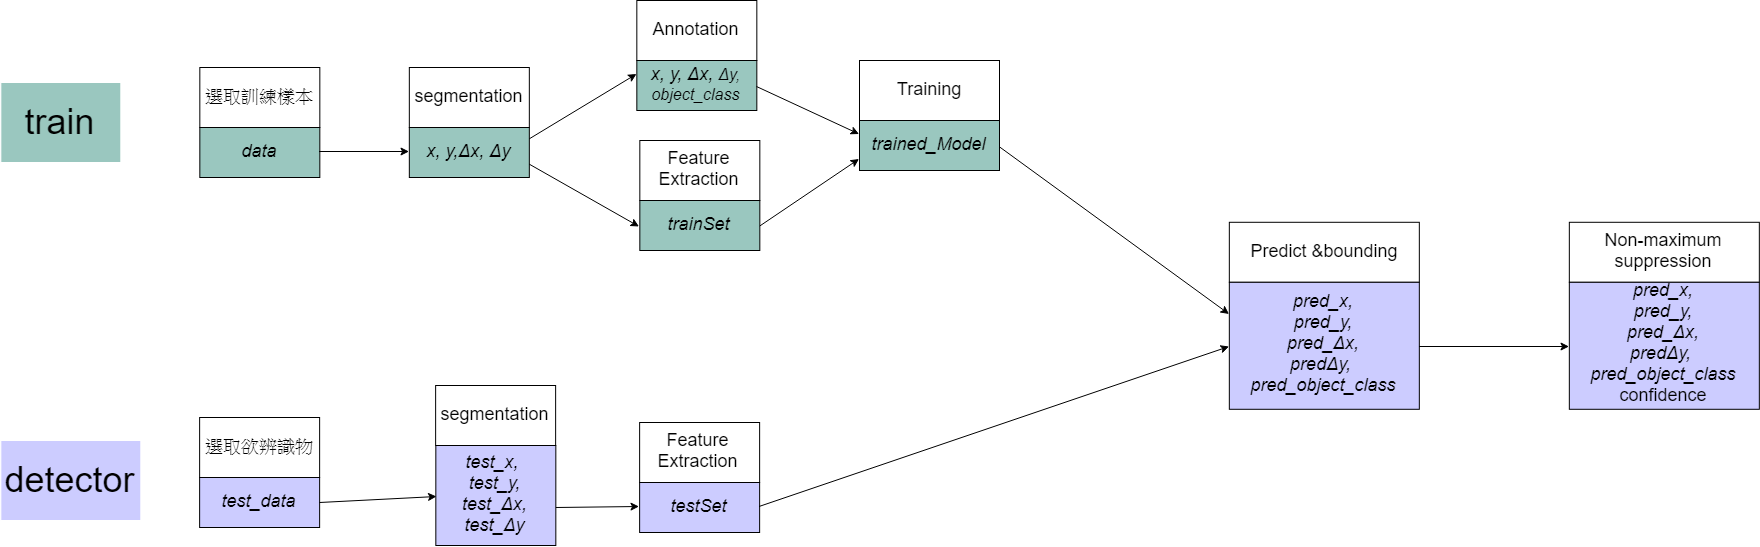 train
選取訓練樣本
data
segmentation
x, y,Δx, Δy
Annotation
x, y, Δx, Δy,
object_class
Feature
Extraction
trainSet
Training
trained_Model
detector
選取欲辨識物
test_data
segmentation
test_x,
test_y,
test_Δx,
test_Δy
Feature
Extraction
testSet
Predict &bounding
pred_x,
pred_y,
pred_Δx,
predΔy,
pred_object_class
Non-maximum
suppression
pred_x,
pred_y,
pred_Δx,
predΔy,
pred_object_class
confidence